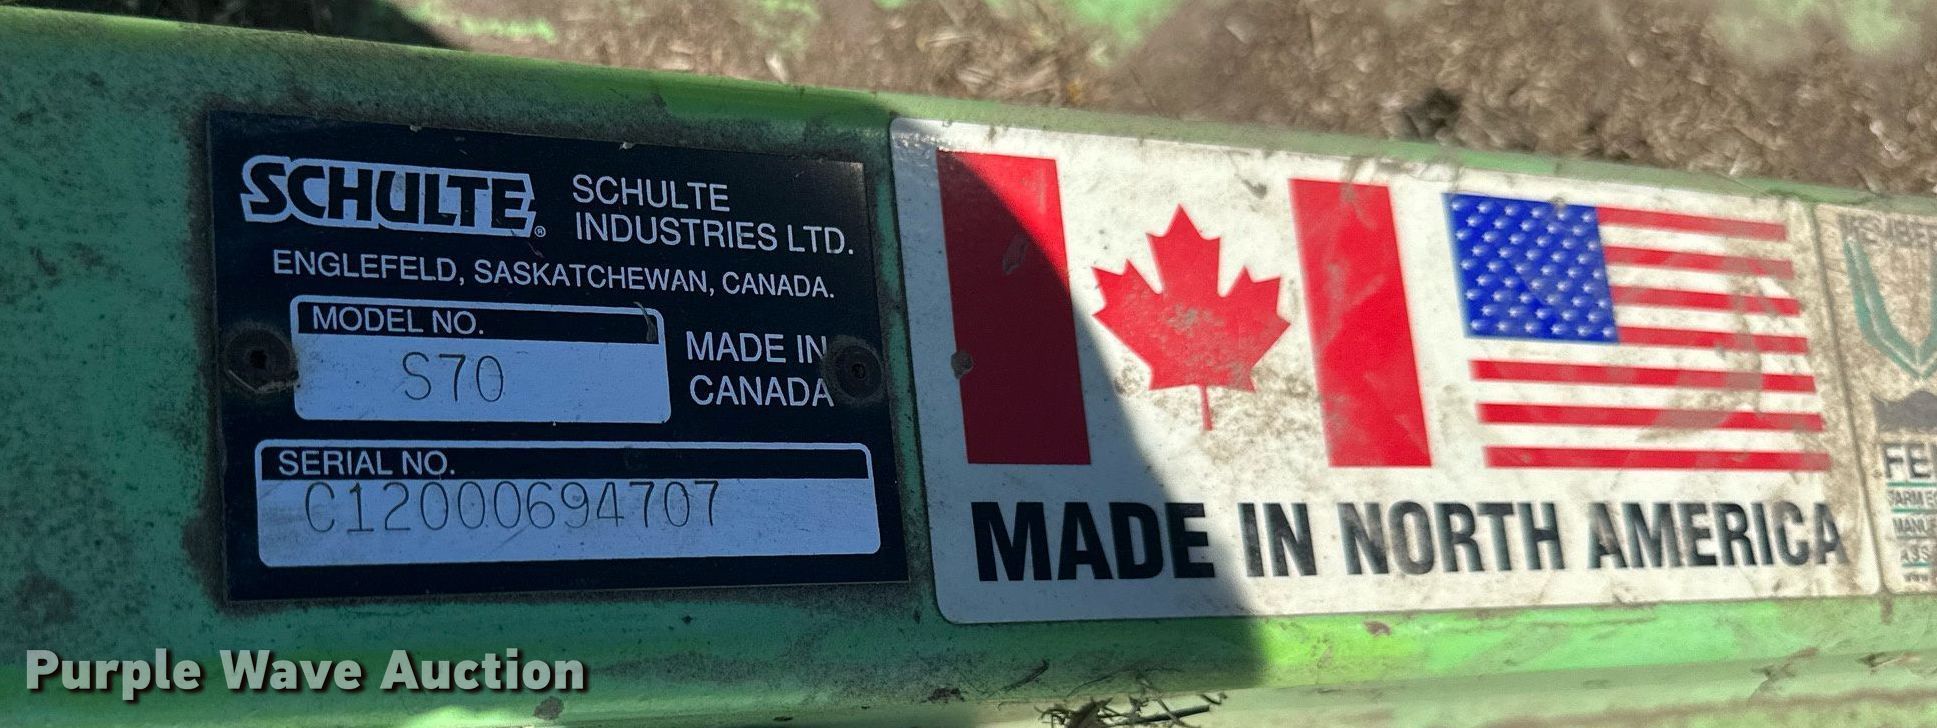 SCHULTE®
SCHULTE
INDUSTRIES LTD.
ENGLEFELD, SASKATCHEWAN, CANADA.
MODEL NO.
S70
MADE IN
CANADA
SERIAL NO.
C12000694707
MADE IN NORTH AMERICA
Purple Wave Auction